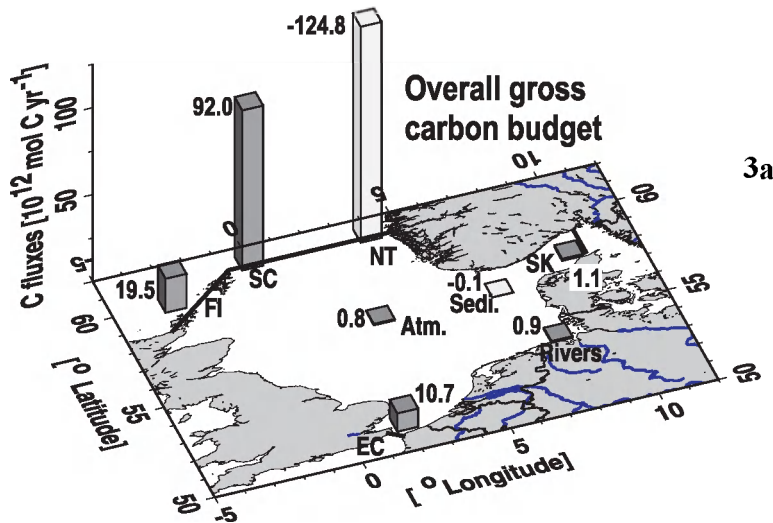 -124.8
Overall gross
carbon budget
3a
92.0
C fluxes [10¹² mol C yr⁻¹]
100
50
5
0
5
10
60
NT
SC
FI
19.5
SK
1.1
-0.1
Sedi.
0.8
Atm.
0.9
Rivers
55
60
55
50
[º Latitude]
10.7
EC
50
-5
0
5
10
[º Longitude]